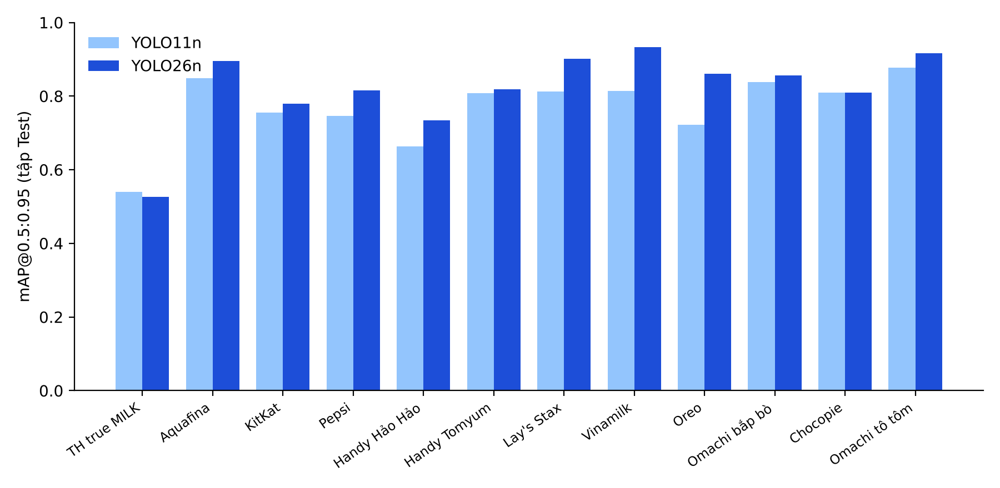 1.0
0.8
0.6
0.4
0.2
0.0
mAP@0.5:0.95 (tập Test)
YOLO11n
YOLO26n
TH true MILK
Aquafina
KitKat
Pepsi
Handy Hảo Hảo
Handy Tomyum
Lay's Stax
Vinamilk
Oreo
Omachi bắp bò
Chocopie
Omachi tô tôm